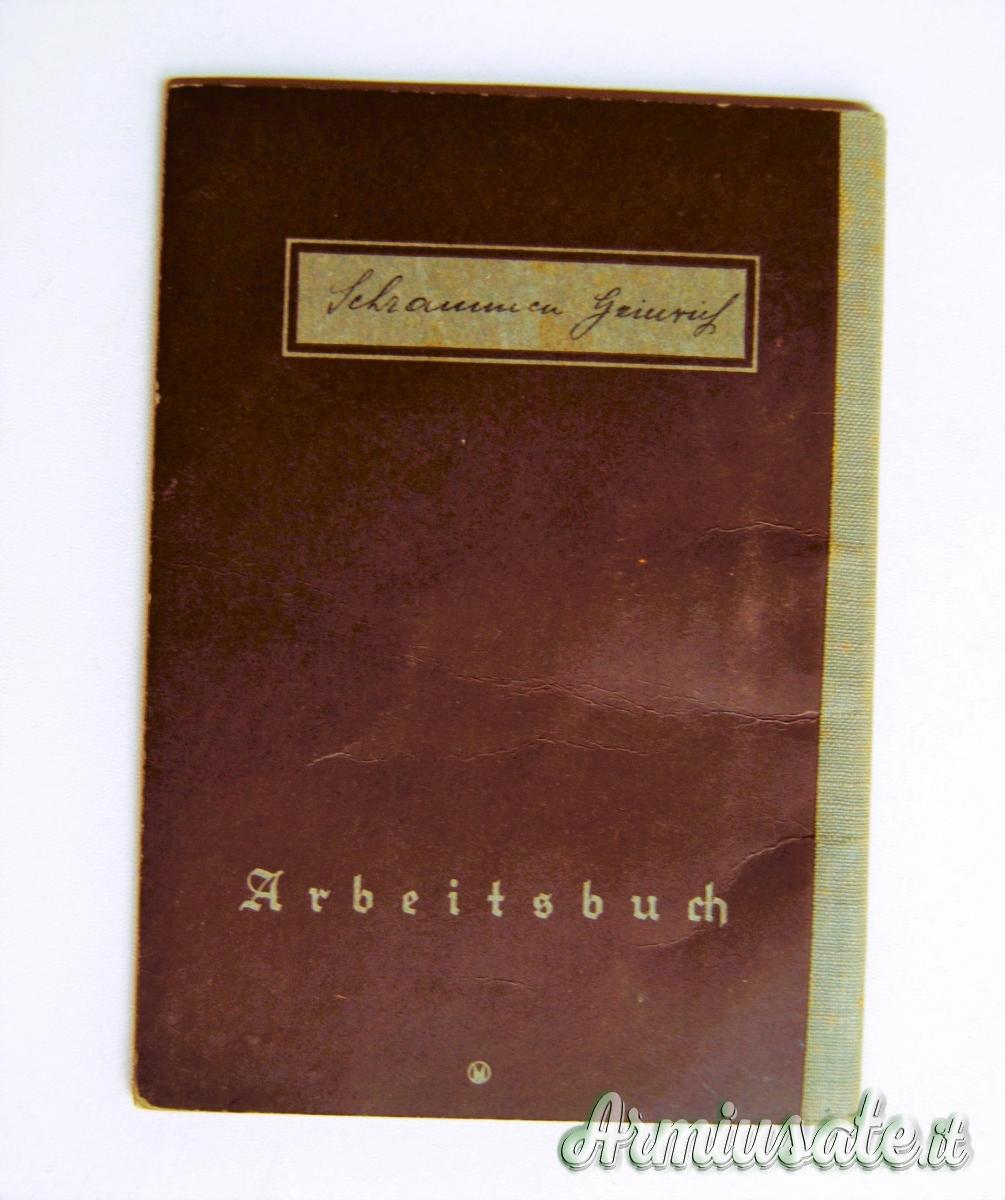 Schrammen Heinrich
Arbeitsbuch
M
Armiusate.it